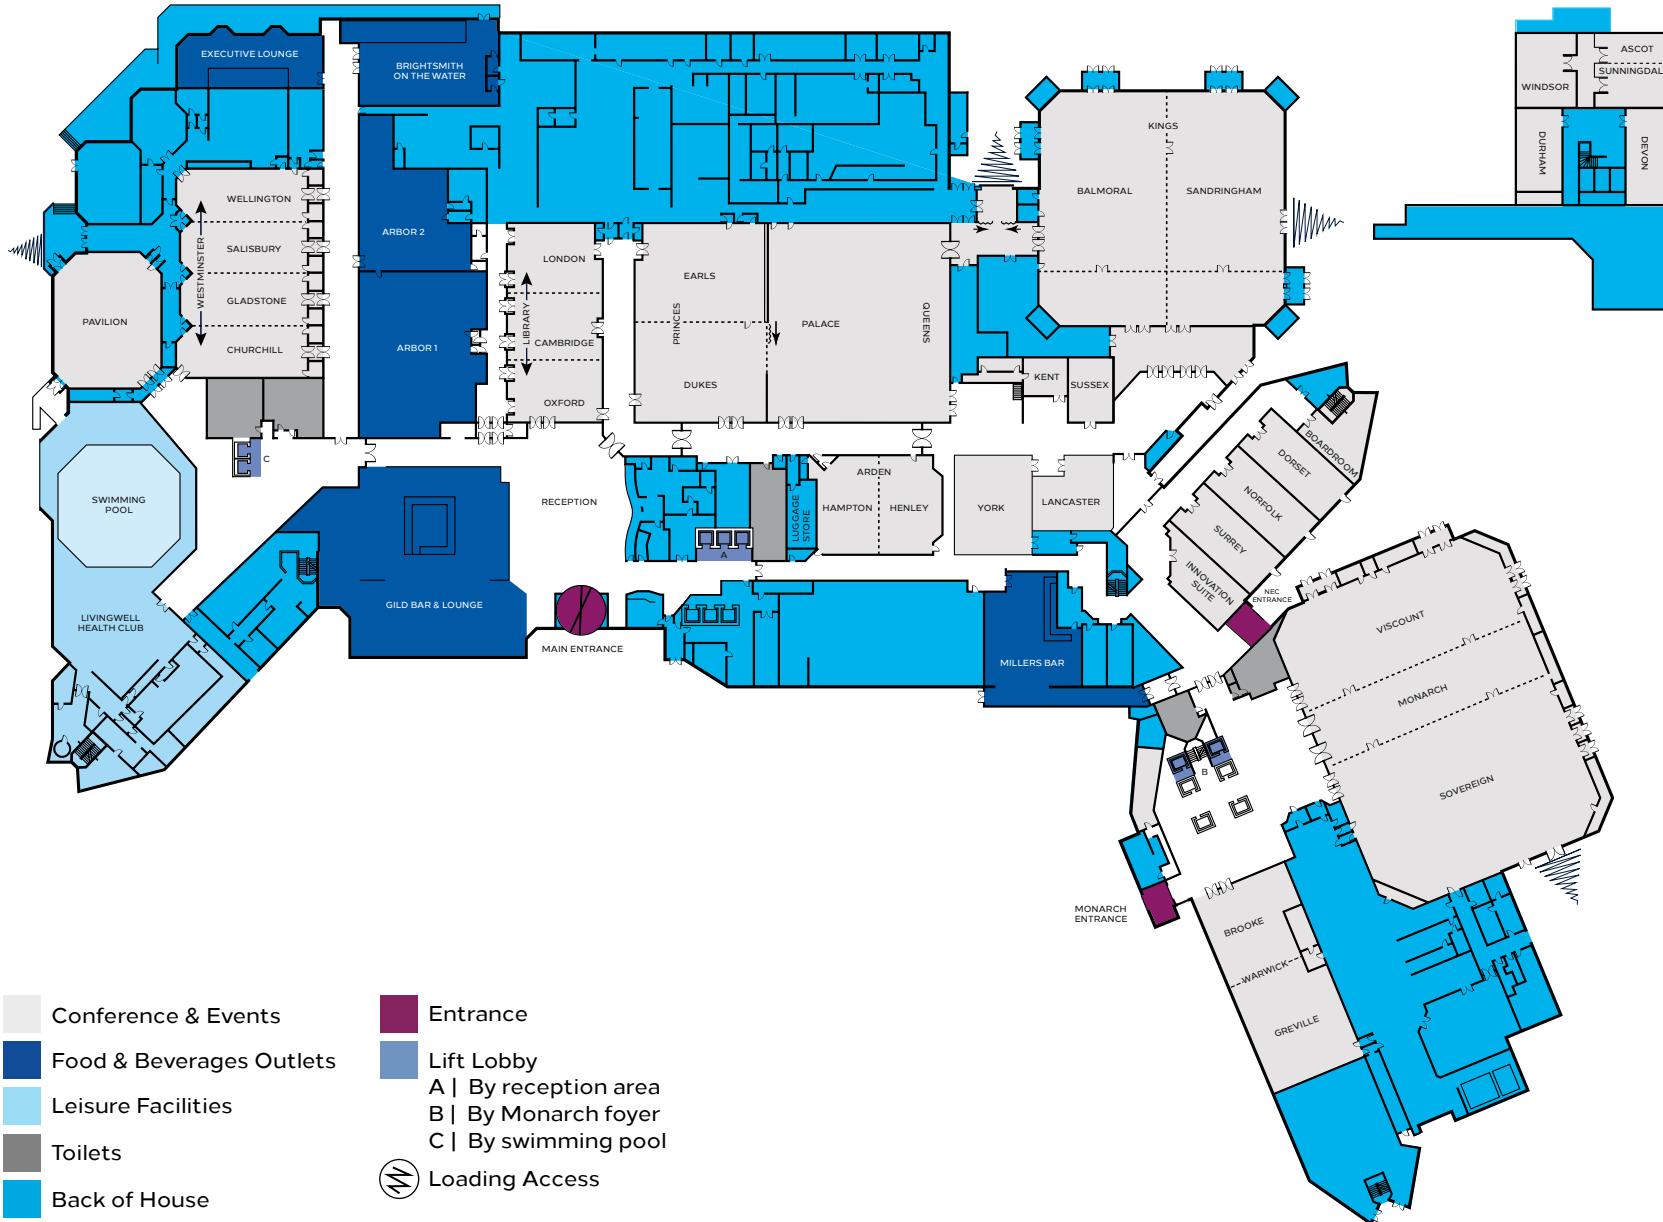 EXECUTIVE LOUNGE
BRIGHTSMITH
ON THE WATER
ASCOT
SUNNINGDAL
WINDSOR
DURHAM
DEVON
KINGS
BALMORAL
SANDRINGHAM
WELLINGTON
SALISBURY
WESTMINSTER
GLADSTONE
CHURCHILL
PAVILION
ARBOR 2
ARBOR 1
LONDON
LIBRARY
CAMBRIDGE
OXFORD
EARLS
PRINCES
DUKES
PALACE
QUEENS
KENT
SUSSEX
C
SWIMMING
POOL
LIVINGWELL
HEALTH CLUB
RECEPTION
GILD BAR & LOUNGE
MAIN ENTRANCE
A
LUGGAGE
STORE
ARDEN
HAMPTON
HENLEY
YORK
LANCASTER
BOARDROOM
DORSET
NORFOLK
SURREY
INNOVATION
SUITE
NEC
ENTRANCE
MILLERS BAR
VISCOUNT
MONARCH
SOVEREIGN
B
MONARCH
ENTRANCE
BROOKE
WARWICK
GREVILLE
Conference & Events
Food & Beverages Outlets
Leisure Facilities
Toilets
Back of House
Entrance
Lift Lobby
A | By reception area
B | By Monarch foyer
C | By swimming pool
Loading Access